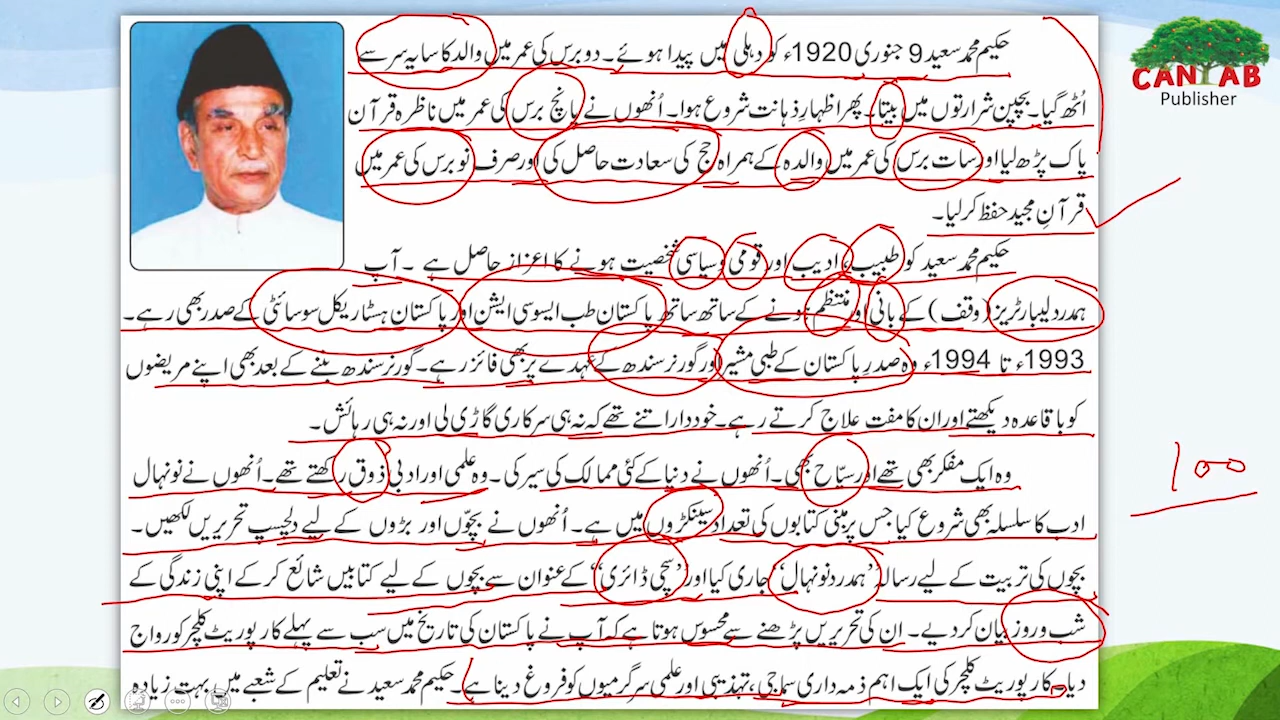 حکیم محمد سعید 9 جنوری 1920ء کو دہلی میں پیدا ہوئے۔ دو برس کی عمر میں والد کا سایہ سر سے
اُٹھ گیا۔ بچپن شرارتوں میں بیتا۔ پھر اظہارِ ذہانت شروع ہوا۔ اُنھوں نے پانچ برس کی عمر میں ناظرہ قرآن
پاک پڑھ لیا اور سات برس کی عمر میں والدہ کے ہمراہ حج کی سعادت حاصل کی اور صرف نو برس کی عمر میں
قرآنِ مجید حفظ کر لیا۔
حکیم محمد سعید کو طبیب، ادیب اور قومی و سیاسی شخصیت ہونے کا اعزاز حاصل ہے۔ آپ
ہمدرد لیبارٹریز (وقف) کے بانی اور منتظم ہونے کے ساتھ ساتھ پاکستان طب ایسوسی ایشن اور پاکستان ہسٹاریکل سوسائٹی کے صدر بھی رہے۔
1993ء تا 1994ء وہ صدرِ پاکستان کے طبی مشیر اور گورنر سندھ کے عہدے پر بھی فائز رہے۔ گورنر سندھ بننے کے بعد بھی اپنے مریضوں
کو باقاعدہ دیکھتے اور ان کا مفت علاج کرتے رہے۔ خوددار اتنے تھے کہ نہ ہی سرکاری گاڑی لی اور نہ ہی رہائش۔
وہ ایک مفکر بھی تھے اور سیّاح بھی۔ اُنھوں نے دنیا کے کئی ممالک کی سیر کی۔ وہ علمی اور ادبی ذوق رکھتے تھے۔ اُنھوں نے نونہال
ادب کا سلسلہ بھی شروع کیا جس پر مبنی کتابوں کی تعداد سینکڑوں میں ہے۔ اُنھوں نے بچّوں اور بڑوں کے لیے دلچسپ تحریریں لکھیں۔
بچوں کی تربیت کے لیے رسالہ ’’ہمدرد نونہال‘‘ جاری کیا اور ’’سچی ڈائری‘‘ کے عنوان سے بچوں کے لیے کتابیں شائع کر کے اپنی زندگی کے
شب و روز بیان کر دیے۔ ان کی تحریریں پڑھنے سے محسوس ہوتا ہے کہ آپ نے پاکستان کی تاریخ میں سب سے پہلے کارپوریٹ کلچر کو رواج
دیا۔ کارپوریٹ کلچر کی ایک اہم ذمہ داری سماجی، تہذیبی اور علمی سرگرمیوں کو فروغ دینا ہے۔ حکیم محمد سعید نے تعلیم کے شعبے میں بہت زیادہ
CANTAB
Publisher
100